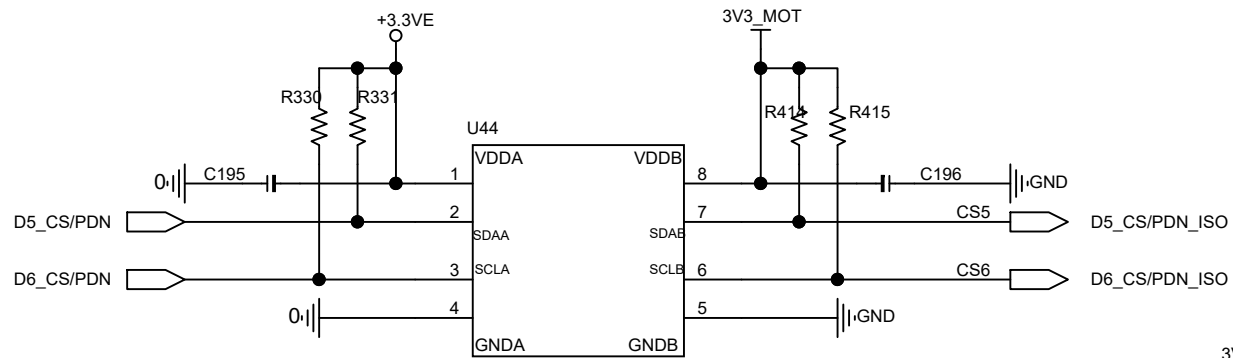 +3.3VE
3V3_MOT
R330
R331
R414
R415
U44
VDDA
VDDB
0
C195
1
8
C196
GND
D5_CS/PDN
2
SDAA
7
SDAB
CS5
D5_CS/PDN_ISO
D6_CS/PDN
3
SCLA
SCLB
6
CS6
D6_CS/PDN_ISO
0
4
5
GND
GNDA
GNDB
3V